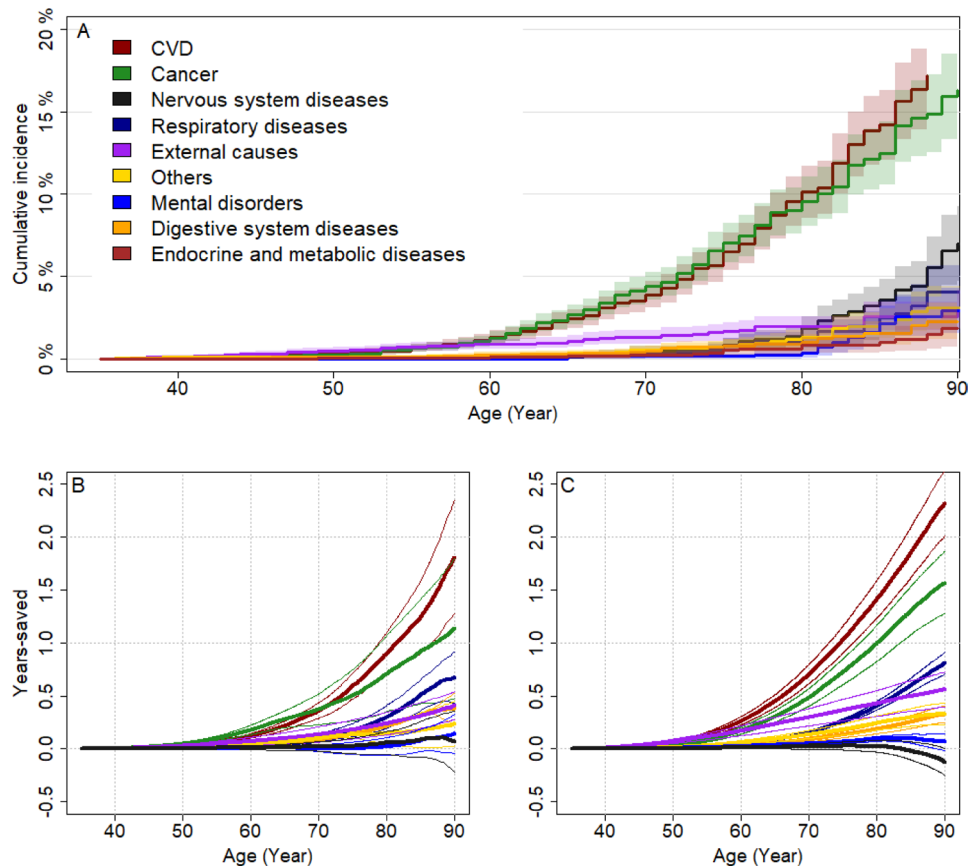 A
CVD
Cancer
Nervous system diseases
Respiratory diseases
External causes
Others
Mental disorders
Digestive system diseases
Endocrine and metabolic diseases
Cumulative incidence
20 %
15 %
10 %
5 %
0 %
40 50 60 70 80 90
Age (Year)
B
Years-saved
2.5
2.0
1.5
1.0
0.5
0.0
-0.5
40 50 60 70 80 90
Age (Year)
C
2.5
2.0
1.5
1.0
0.5
0.0
-0.5
40 50 60 70 80 90
Age (Year)